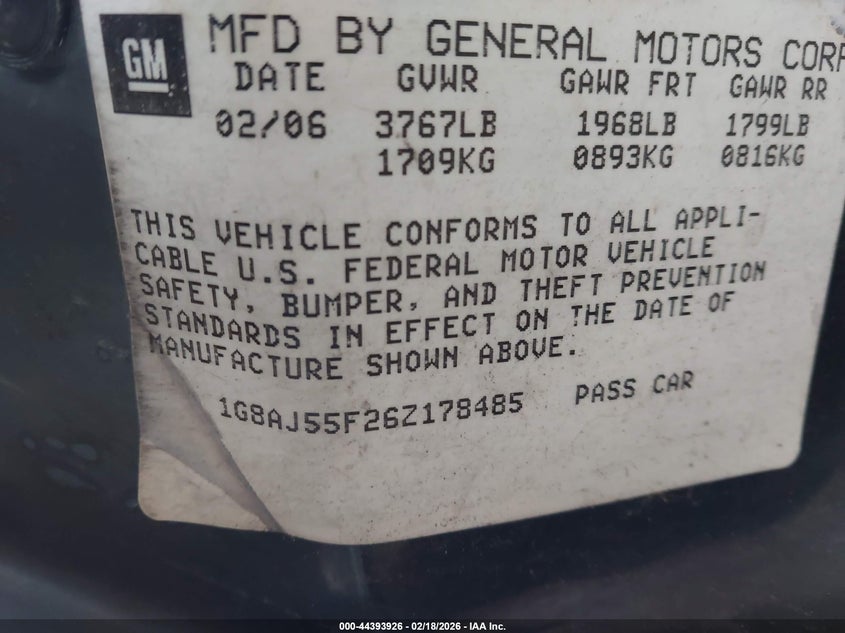 GM
MFD BY GENERAL MOTORS CORP
DATE GVWR GAWR FRT GAWR RR
02/06 3767LB 1968LB 1799LB
1709KG 0893KG 0816KG
THIS VEHICLE CONFORMS TO ALL APPLI-
CABLE U.S. FEDERAL MOTOR VEHICLE
SAFETY, BUMPER, AND THEFT PREVENTION
STANDARDS IN EFFECT ON THE DATE OF
MANUFACTURE SHOWN ABOVE.
1G8AJ55F26Z178485 PASS CAR
000-44393926 - 02/18/2026 - IAA Inc.